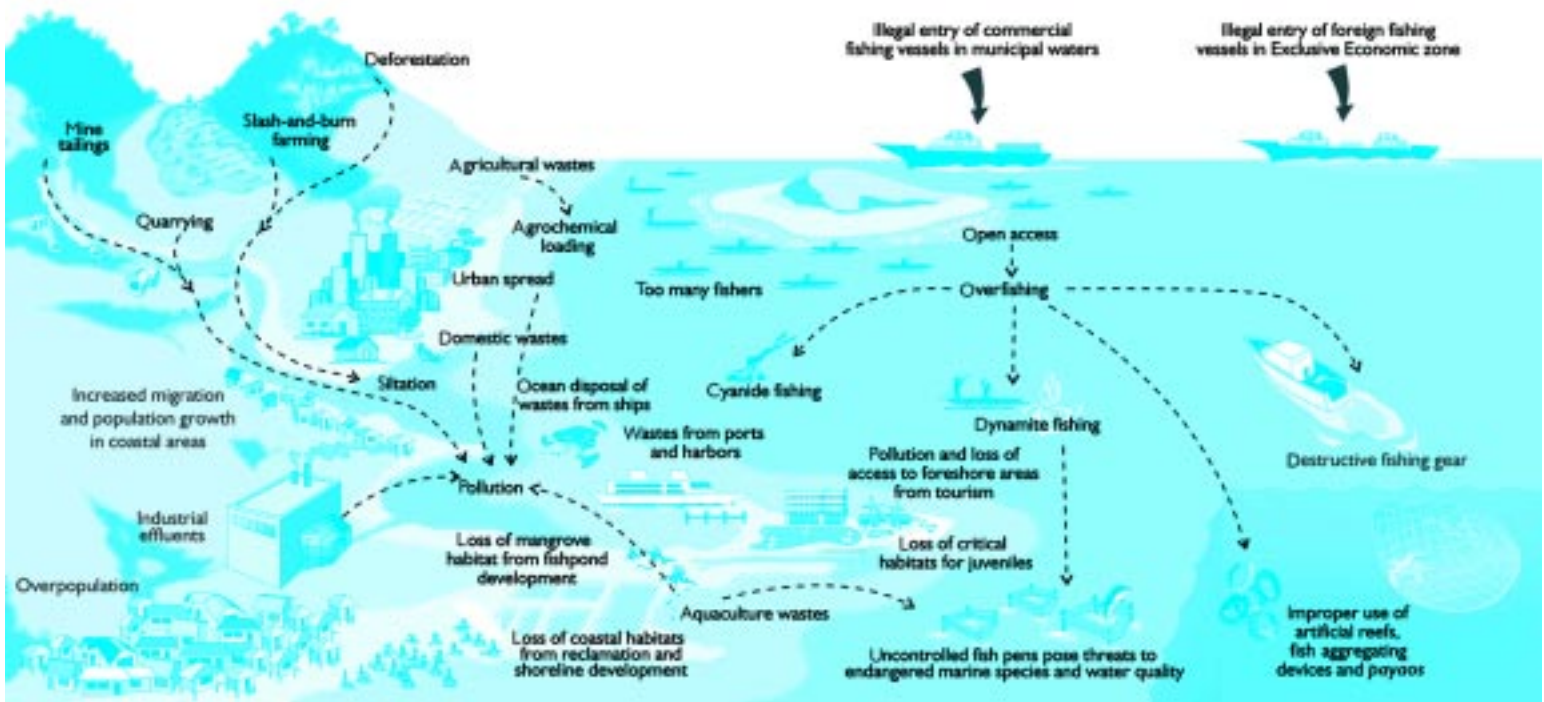 Illegal entry of commercial
fishing vessels in municipal waters
Illegal entry of foreign fishing
vessels in Exclusive Economic zone
Deforestation
Mine
tailings
Slash-and-burn
farming
Agricultural wastes
Quarrying
Agrochemical
loading
Open access
Urban spread
Too many fishers
Overfishing
Domestic wastes
Siltation
Ocean disposal of
wastes from ships
Cyanide fishing
Increased migration
and population growth
in coastal areas
Wastes from ports
and harbors
Dynamite fishing
Pollution and loss of
access to foreshore areas
from tourism
Destructive fishing gear
Pollution
Industrial
effluents
Loss of mangrove
habitat from fishpond
development
Loss of critical
habitats for juveniles
Overpopulation
Aquaculture wastes
Loss of coastal habitats
from reclamation and
shoreline development
Uncontrolled fish pens pose threats to
endangered marine species and water quality
Improper use of
artificial reefs,
fish aggregating
devices and payaos